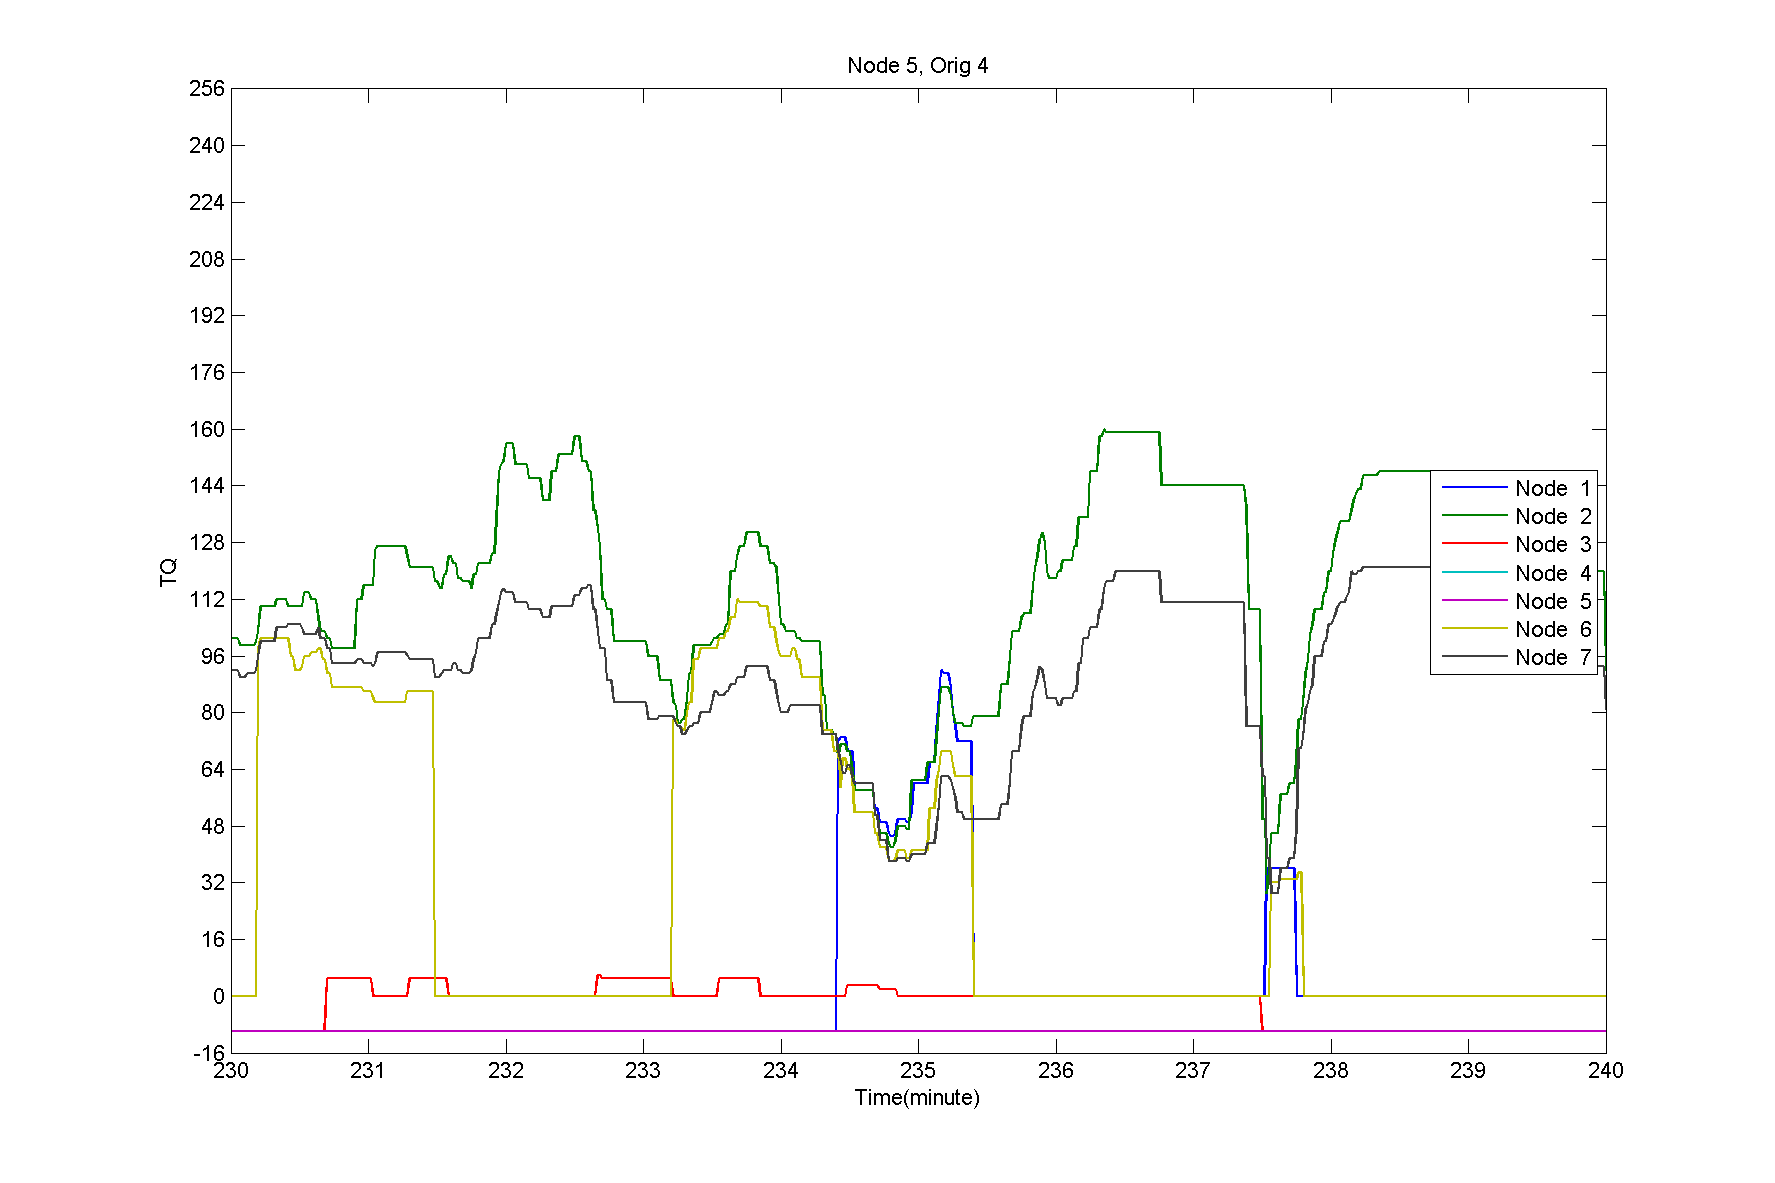 Node 5, Orig 4
256
240
224
208
192
176
160
144
128
112
96
80
64
48
32
16
0
-16
TQ
Node 1
Node 2
Node 3
Node 4
Node 5
Node 6
Node 7
230 231 232 233 234 235 236 237 238 239 240
Time(minute)